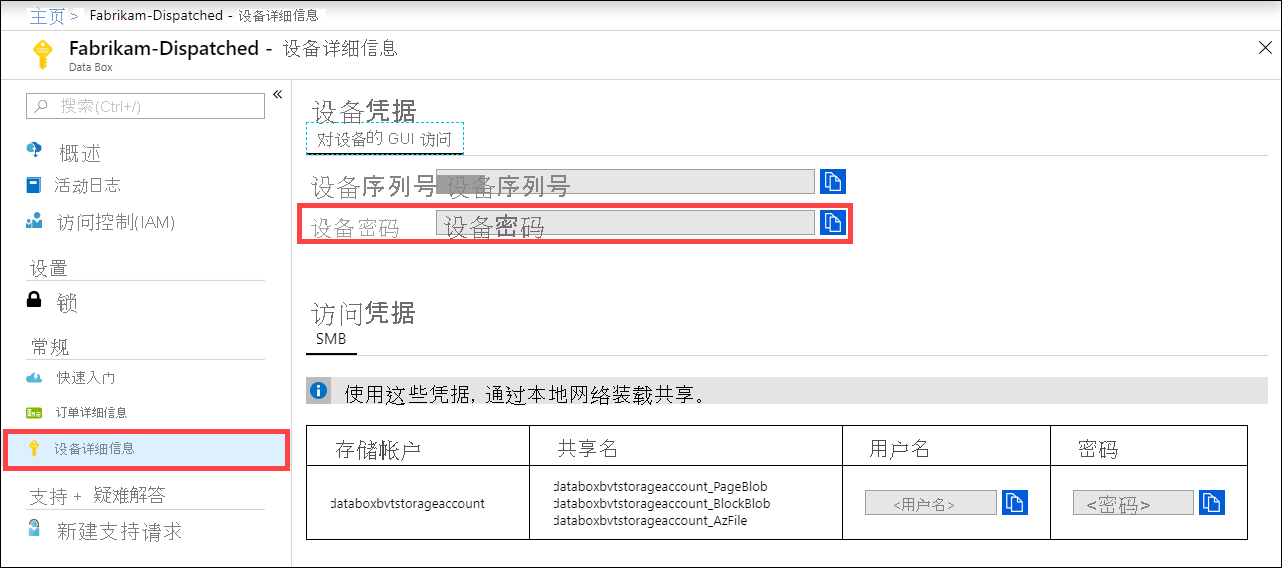 主页 > Fabrikam-Dispatched - 设备详细信息
Fabrikam-Dispatched - 设备详细信息
Data Box
搜索(Ctrl+/)
«
概述
活动日志
访问控制(IAM)
设置
锁
常规
快速入门
订单详细信息
设备详细信息
支持 + 疑难解答
新建支持请求
设备凭据
对设备的 GUI 访问
设备序列号 设备序列号
设备密码 设备密码
访问凭据
SMB
使用这些凭据, 通过本地网络装载共享。
存储帐户 共享名 用户名 密码
databoxbvtstorageaccount
databoxbvtstorageaccount_PageBlob
databoxbvtstorageaccount_BlockBlob
databoxbvtstorageaccount_AzFile
<用户名>
<密码>